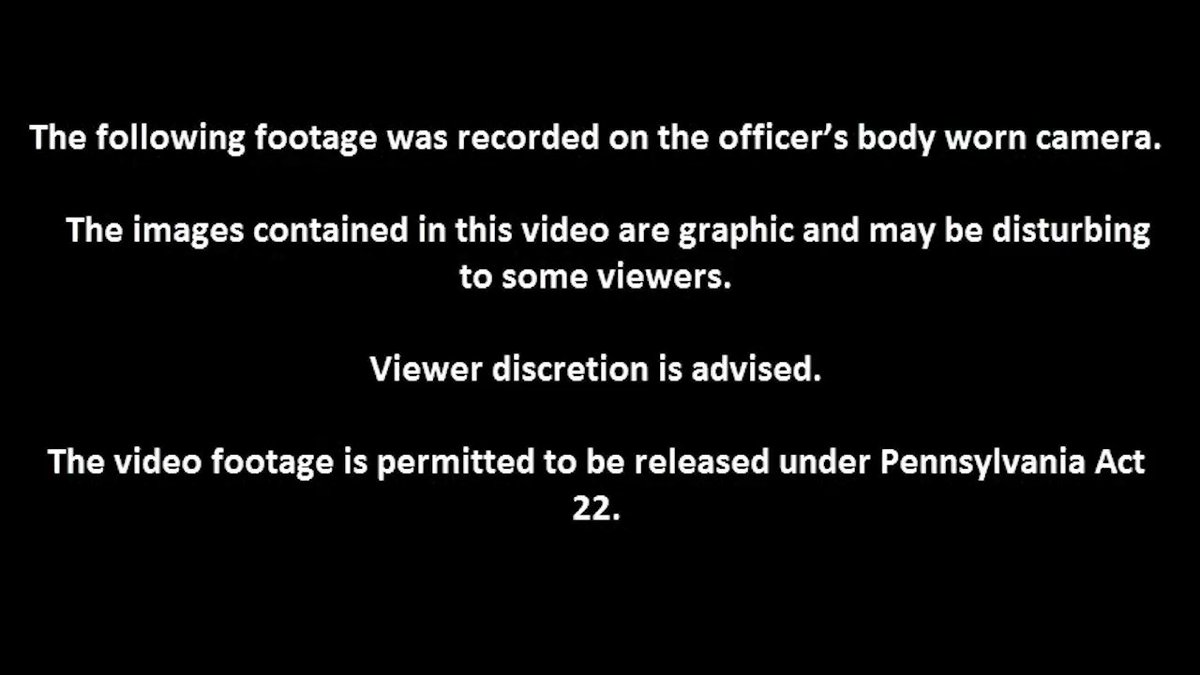 The following footage was recorded on the officer’s body worn camera.
The images contained in this video are graphic and may be disturbing
to some viewers.
Viewer discretion is advised.
The video footage is permitted to be released under Pennsylvania Act
22.